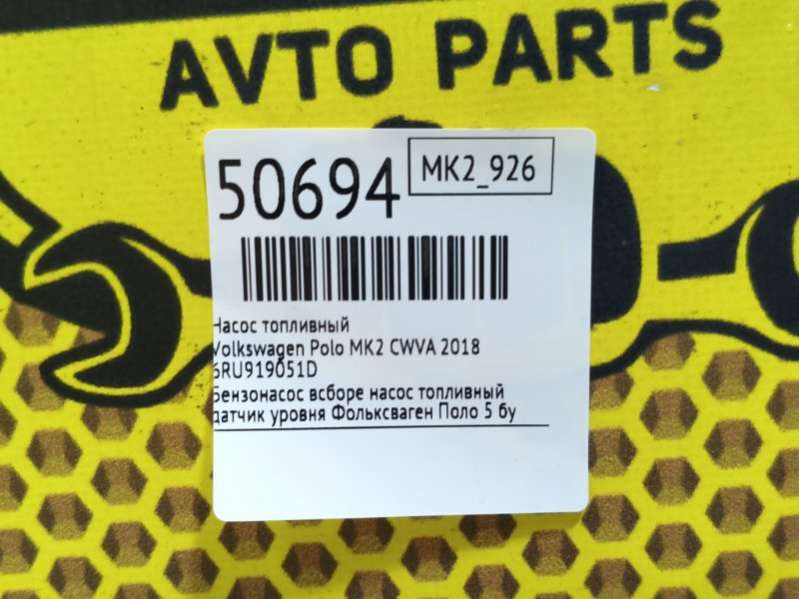 AVTO PARTS
50694
MK2_926
Насос топливный
Volkswagen Polo MK2 CWVA 2018
6RU919051D
Бензонасос всборе насос топливный
датчик уровня Фольксваген Поло 5 бу